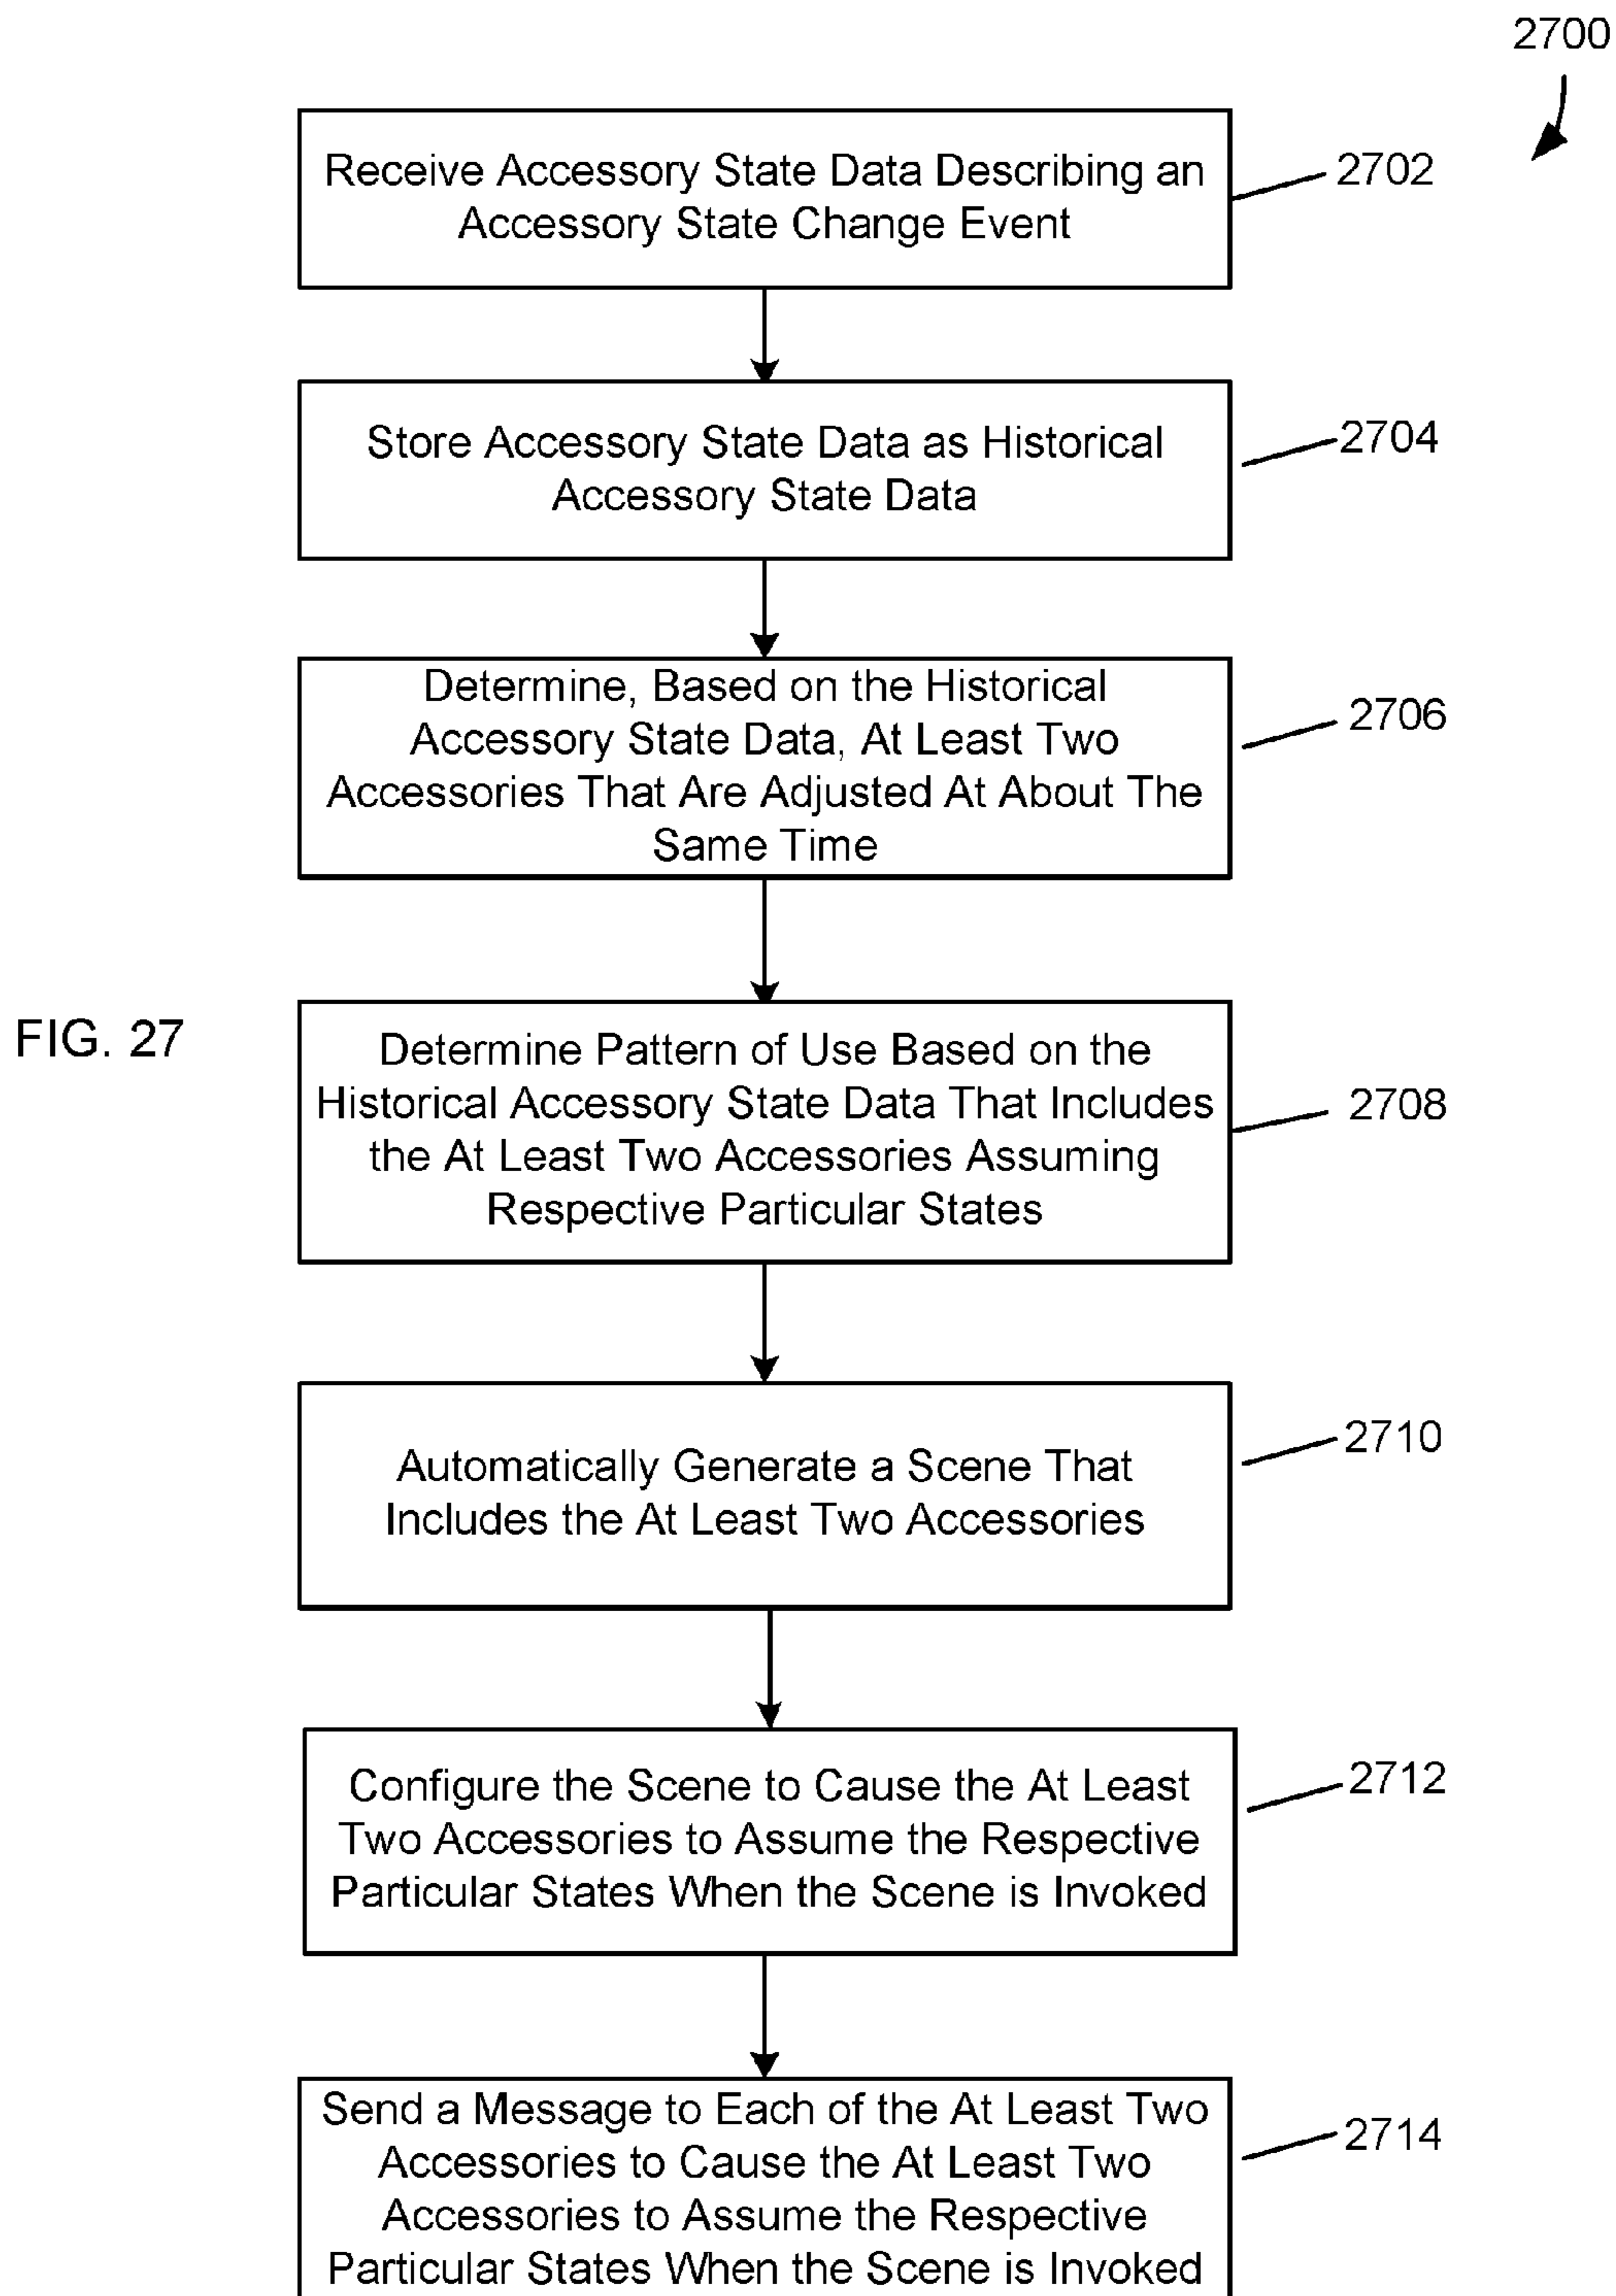 2700
Receive Accessory State Data Describing an
Accessory State Change Event
2702
Store Accessory State Data as Historical
Accessory State Data
2704
Determine, Based on the Historical
Accessory State Data, At Least Two
Accessories That Are Adjusted At About The
Same Time
2706
FIG. 27
Determine Pattern of Use Based on the
Historical Accessory State Data That Includes
the At Least Two Accessories Assuming
Respective Particular States
2708
Automatically Generate a Scene That
Includes the At Least Two Accessories
2710
Configure the Scene to Cause the At Least
Two Accessories to Assume the Respective
Particular States When the Scene is Invoked
2712
Send a Message to Each of the At Least Two
Accessories to Cause the At Least Two
Accessories to Assume the Respective
Particular States When the Scene is Invoked
2714